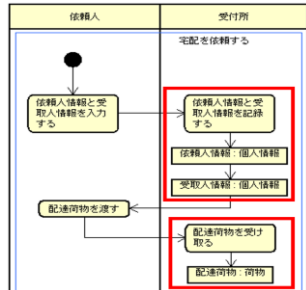 依頼人
受付所
宅配を依頼する
依頼人情報と受
取人情報を入力
する
依頼人情報と受
取人情報を記録
する
依頼人情報：個人情報
受取人情報：個人情報
配達荷物を渡す
配達荷物を受け
取る
配達荷物：荷物